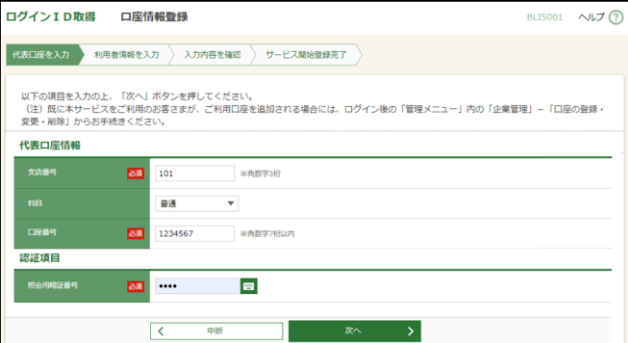 ログインID取得 口座情報登録 BLIS001 ヘルプ ?
代表口座を入力 利用者情報を入力 入力内容を確認 サービス開始登録完了
以下の項目を入力の上、「次へ」ボタンを押してください。
(注)既に本サービスをご利用のお客さまが、ご利用口座を追加される場合には、ログイン後の「管理メニュー」内の「企業管理」-「口座の登録・
変更・削除」からお手続きください。
代表口座情報
支店番号 必須 101 半角数字3桁
科目 普通
口座番号 必須 1234567 半角数字7桁以内
認証項目
照会用暗証番号 必須 ••••
中断 次へ